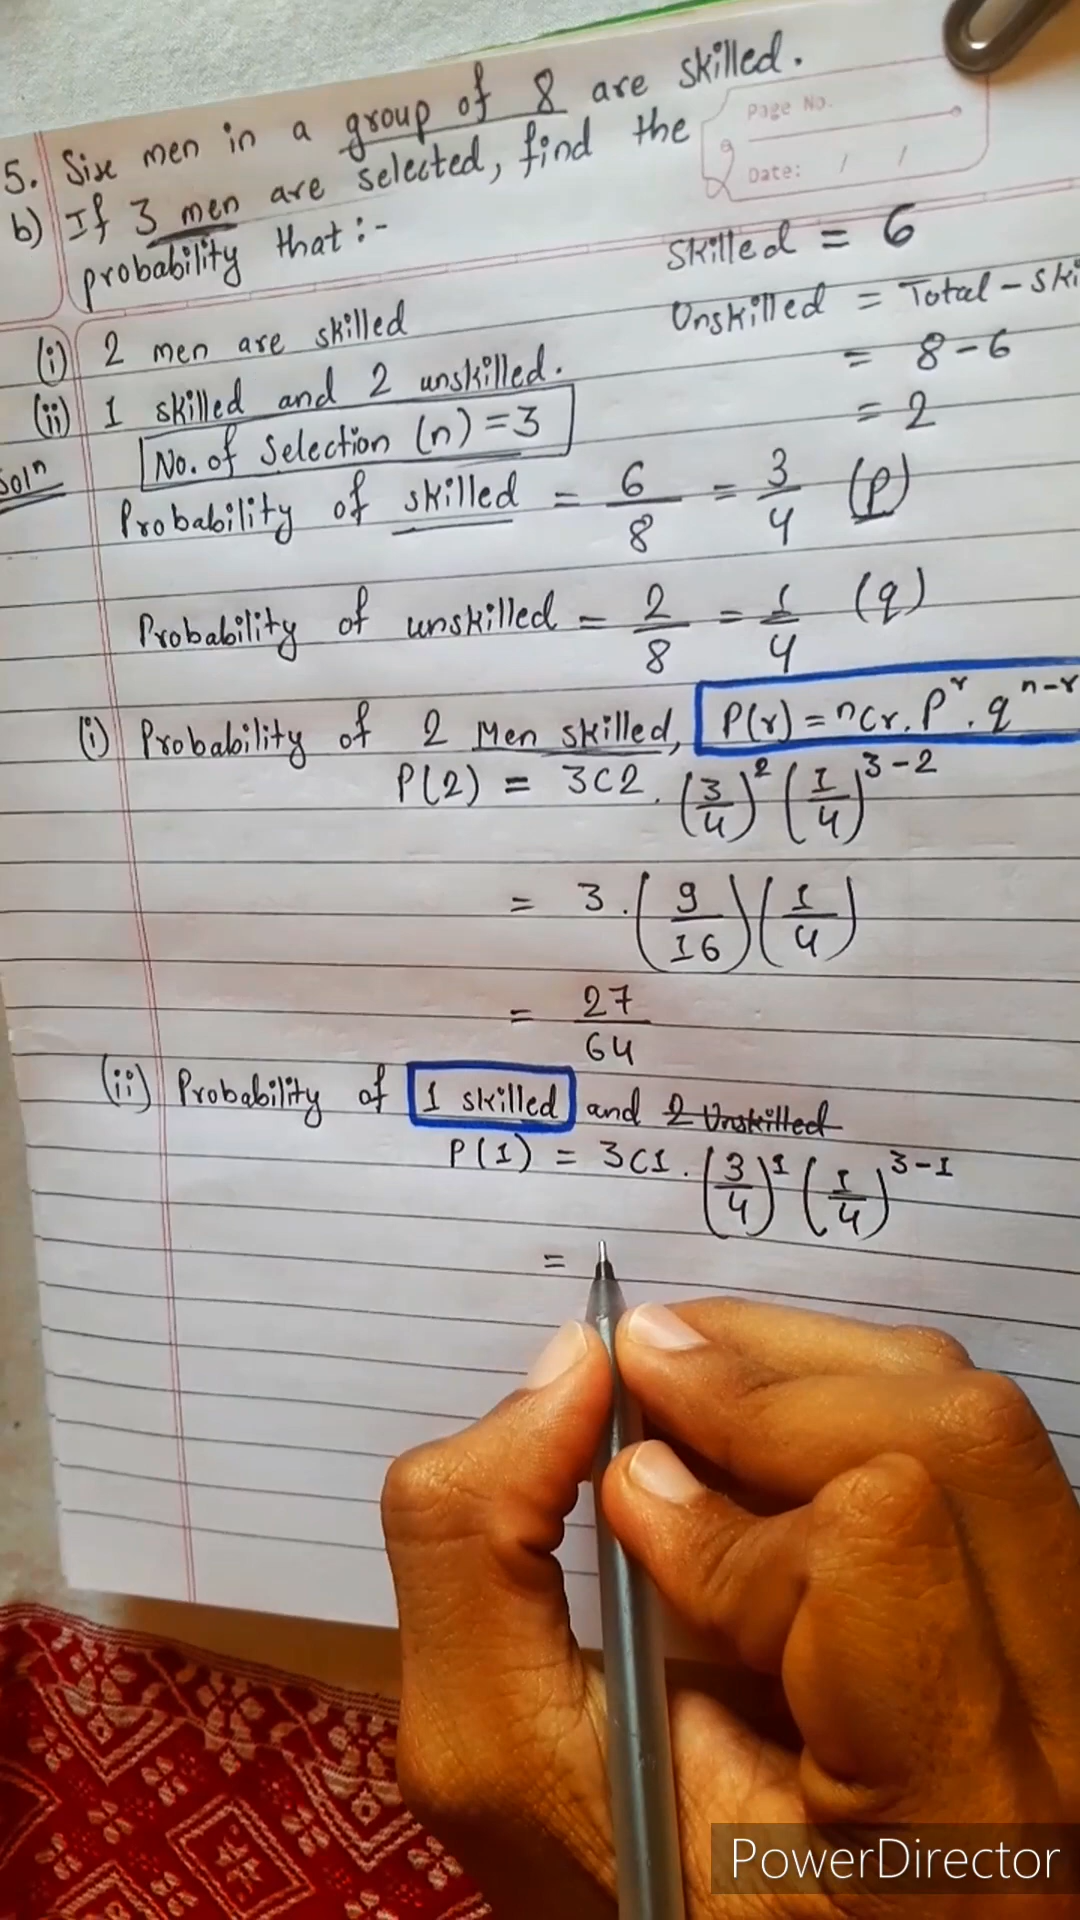 5. Six men in a group of 8 are skilled.
b) If 3 men are selected, find the
probability that :-
Page No.
Date: / /
(i) 2 men are skilled
(ii) 1 skilled and 2 unskilled.
Skilled = 6
Unskilled = Total - Ski
= 8-6
= 2
Solⁿ
No. of Selection (n) = 3
Probability of skilled = 6/8 = 3/4 (p)
Probability of unskilled = 2/8 = 1/4 (q)
(i) Probability of 2 Men skilled, P(r) = nCr. P^r. q^n-r
P(2) = 3C2. (3/4)^2 (1/4)^3-2
= 3. (9/16)(1/4)
= 27/64
(ii) Probability of 1 skilled and 2 Unskilled
P(1) = 3C1. (3/4)^1 (1/4)^3-1
=
PowerDirector